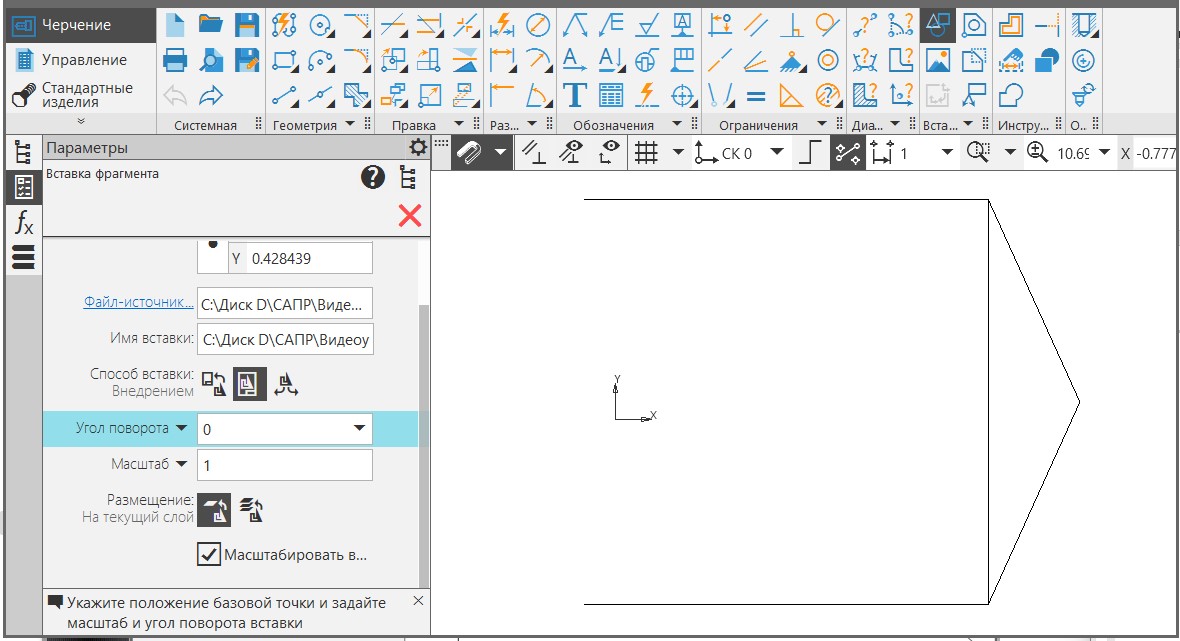 Черчение
Управление
Стандартные
изделия
Системная
Геометрия
Правка
Раз...
Обозначения
Ограничения
Диа...
Вста...
Инстру...
О...
Параметры
СК 0
1
10.69
X -0.777
Вставка фрагмента
Y 0.428439
Файл-источник... C:\Диск D\САПР\Виде...
Имя вставки: C:\Диск D\САПР\Видеоу
Способ вставки:
Внедрением
Угол поворота 0
Масштаб 1
Размещение:
На текущий слой
Масштабировать в...
Укажите положение базовой точки и задайте
масштаб и угол поворота вставки
Y
X